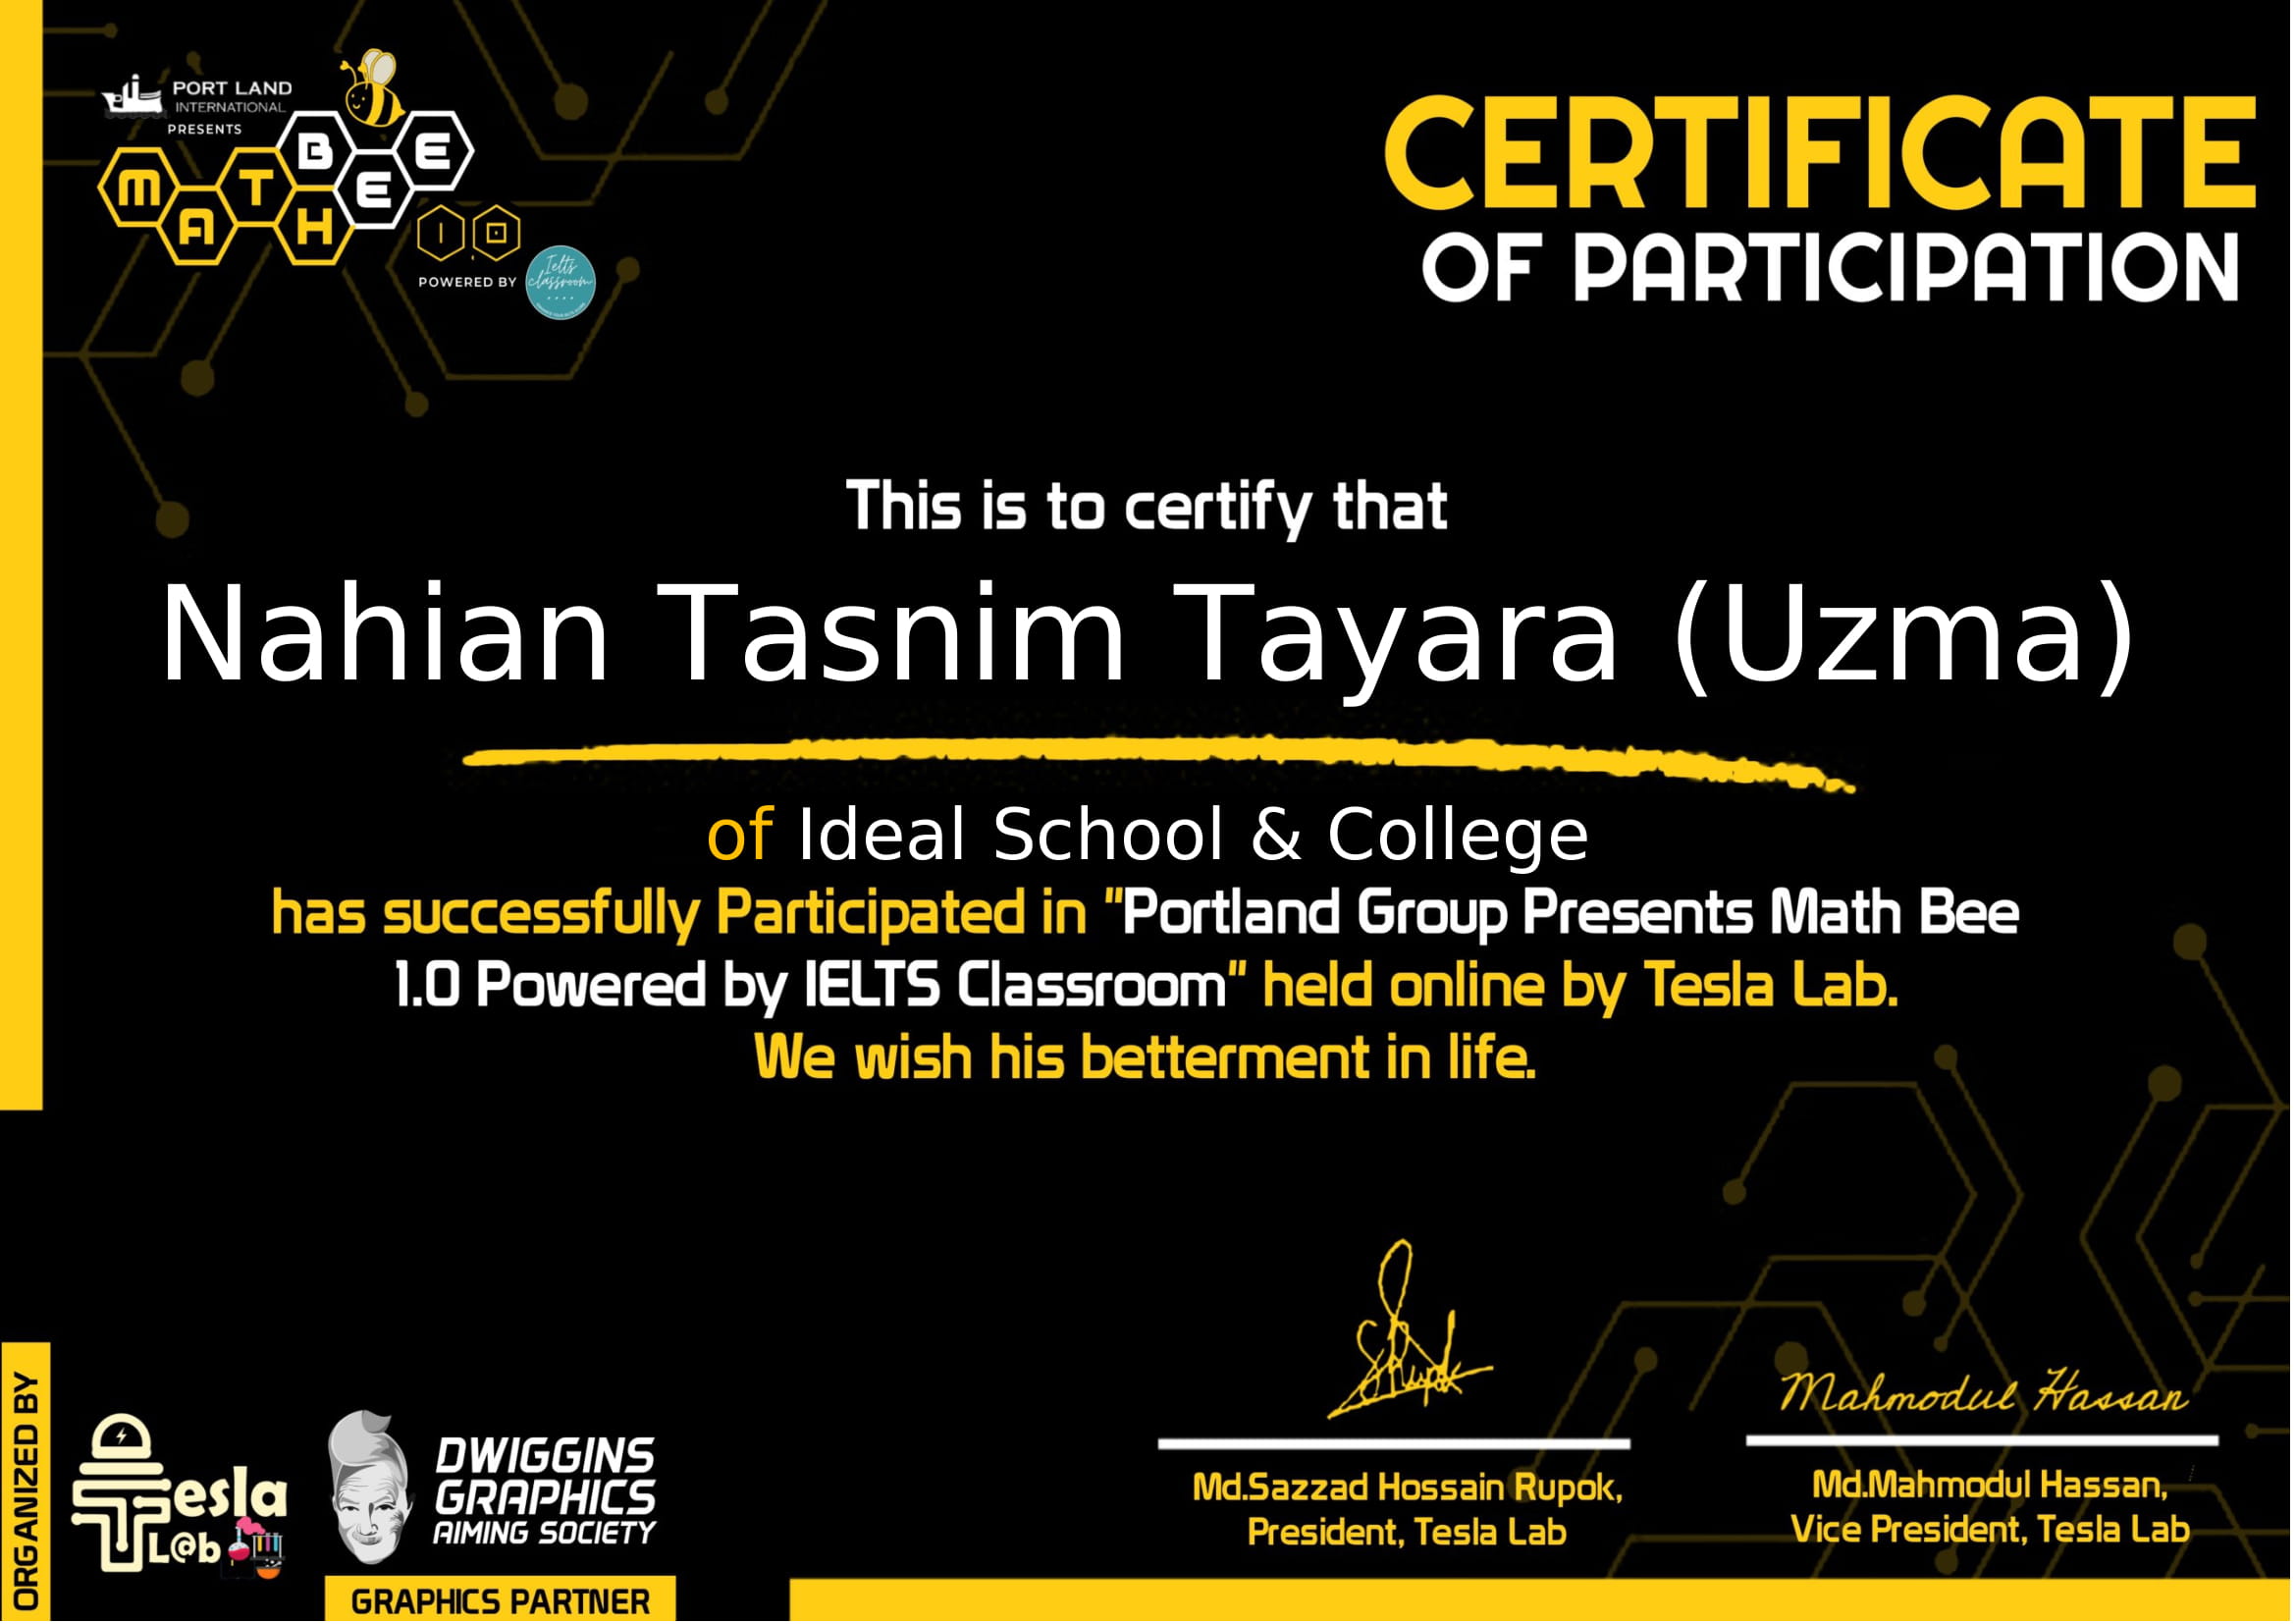 PORT LAND
INTERNATIONAL
PRESENTS
MATH BEE
1.0
POWERED BY
Ielts
classroom
CERTIFICATE
OF PARTICIPATION
This is to certify that
Nahian Tasnim Tayara (Uzma)
of Ideal School & College
has successfully Participated in "Portland Group Presents Math Bee
1.0 Powered by IELTS Classroom" held online by Tesla Lab.
We wish his betterment in life.
SRupok
Mahmodul Hassan
Md.Sazzad Hossain Rupok,
President, Tesla Lab
Md.Mahmodul Hassan,
Vice President, Tesla Lab
ORGANIZED BY
Tesla
L@b
DWIGGINS
GRAPHICS
AIMING SOCIETY
GRAPHICS PARTNER